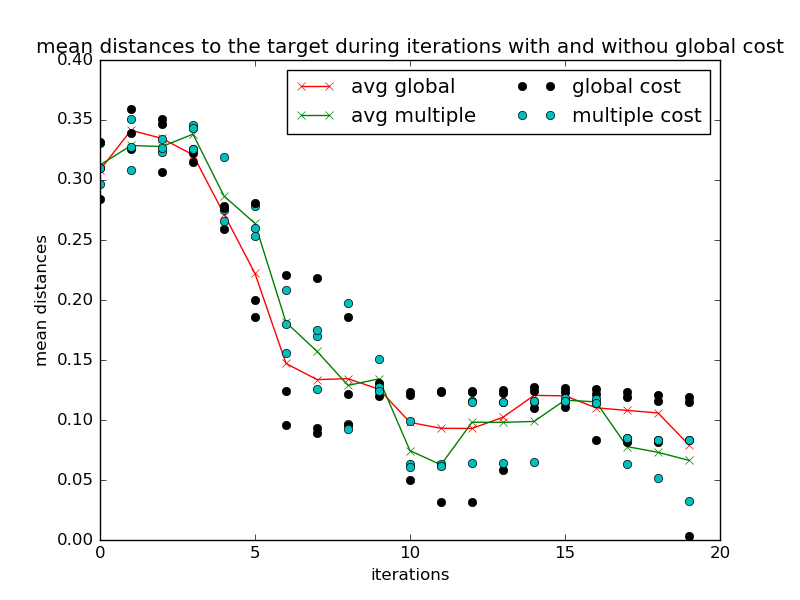 mean distances to the target during iterations with and withou global cost
0.40
0.35
0.30
0.25
0.20
0.15
0.10
0.05
0.00
mean distances
avg global
avg multiple
global cost
multiple cost
0 5 10 15 20
iterations